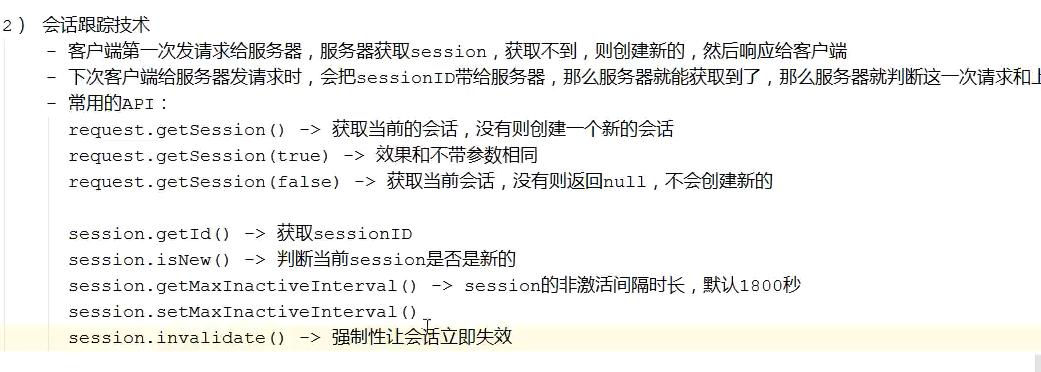 2） 会话跟踪技术
- 客户端第一次发请求给服务器，服务器获取session，获取不到，则创建新的，然后响应给客户端
- 下次客户端给服务器发请求时，会把sessionID带给服务器，那么服务器就能获取到了，那么服务器就判断这一次请求和上
- 常用的API：
request.getSession() -> 获取当前的会话，没有则创建一个新的会话
request.getSession(true) -> 效果和不带参数相同
request.getSession(false) -> 获取当前会话，没有则返回null，不会创建新的
session.getId() -> 获取sessionID
session.isNew() -> 判断当前session是否是新的
session.getMaxInactiveInterval() -> session的非激活间隔时长，默认1800秒
session.setMaxInactiveInterval()
session.invalidate() -> 强制性让会话立即失效